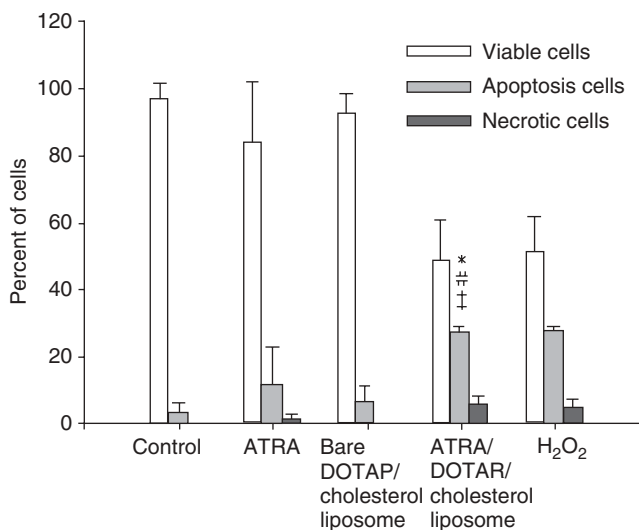 120
100
80
60
40
20
0
Percent of cells
Viable cells
Apoptosis cells
Necrotic cells
*
‡‡
‡
Control
ATRA
Bare
DOTAP/
cholesterol
liposome
ATRA/
DOTAR/
cholesterol
liposome
H₂O₂